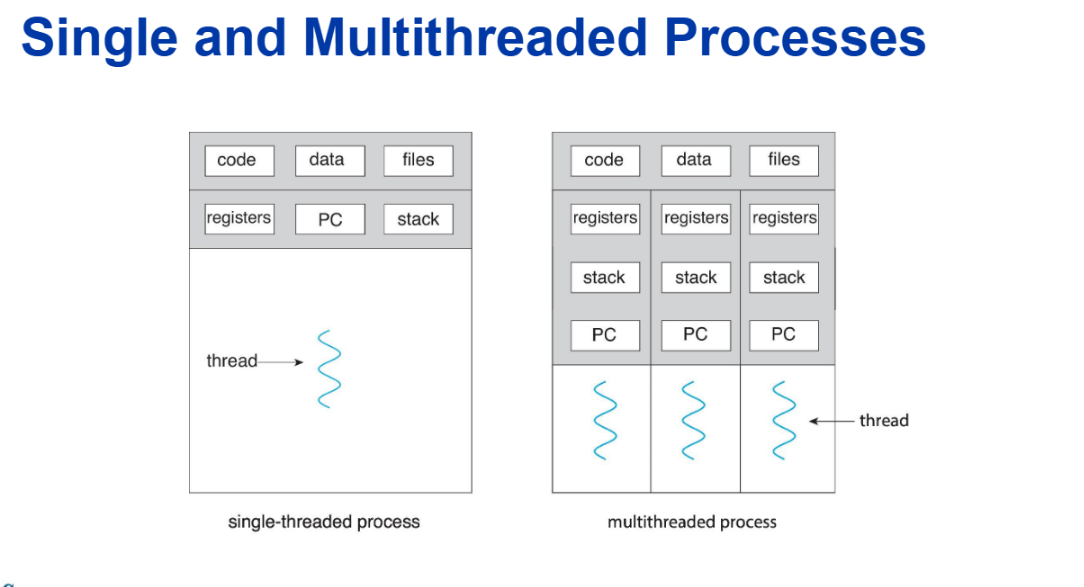 Single and Multithreaded Processes
code data files code data files
registers PC stack registers registers registers
stack stack stack
PC PC PC
thread
thread
single-threaded process multithreaded process